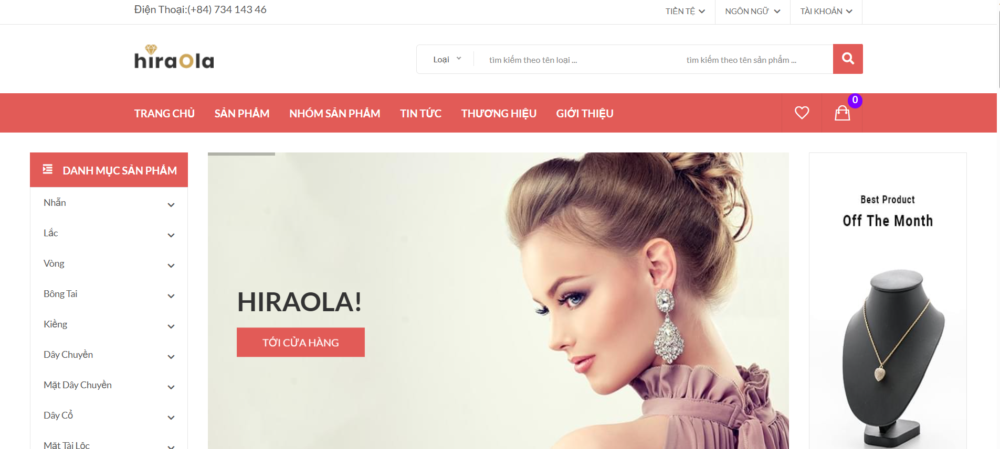 Điện Thoại:(+84) 734 143 46
TIỀN TỆ
NGÔN NGỮ
TÀI KHOẢN
hiraola
Loại
tìm kiếm theo tên loại ...
tìm kiếm theo tên sản phẩm ...
TRANG CHỦ
SẢN PHẨM
NHÓM SẢN PHẨM
TIN TỨC
THƯƠNG HIỆU
GIỚI THIỆU
0
DANH MỤC SẢN PHẨM
Nhẫn
Lắc
Vòng
Bông Tai
Kiềng
Dây Chuyền
Mặt Dây Chuyền
Dây Cổ
Mặt Tài Lộc
HIRAOLA!
TỚI CỬA HÀNG
Best Product
Off The Month